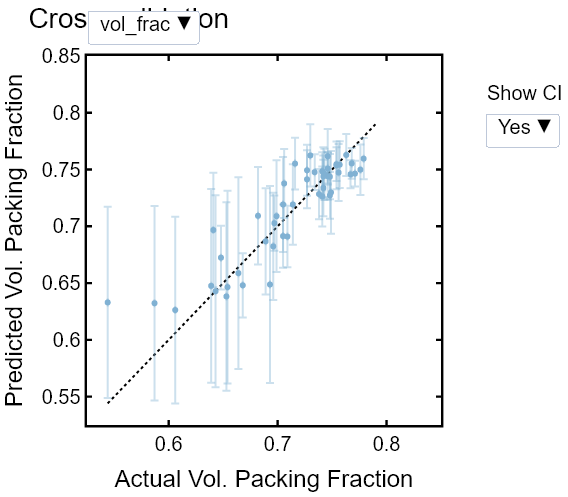 Cross
vol_frac ▼
Predicted Vol. Packing Fraction
0.85
0.8
0.75
0.7
0.65
0.6
0.55
0.6
0.7
0.8
Actual Vol. Packing Fraction
Show CI
Yes ▼